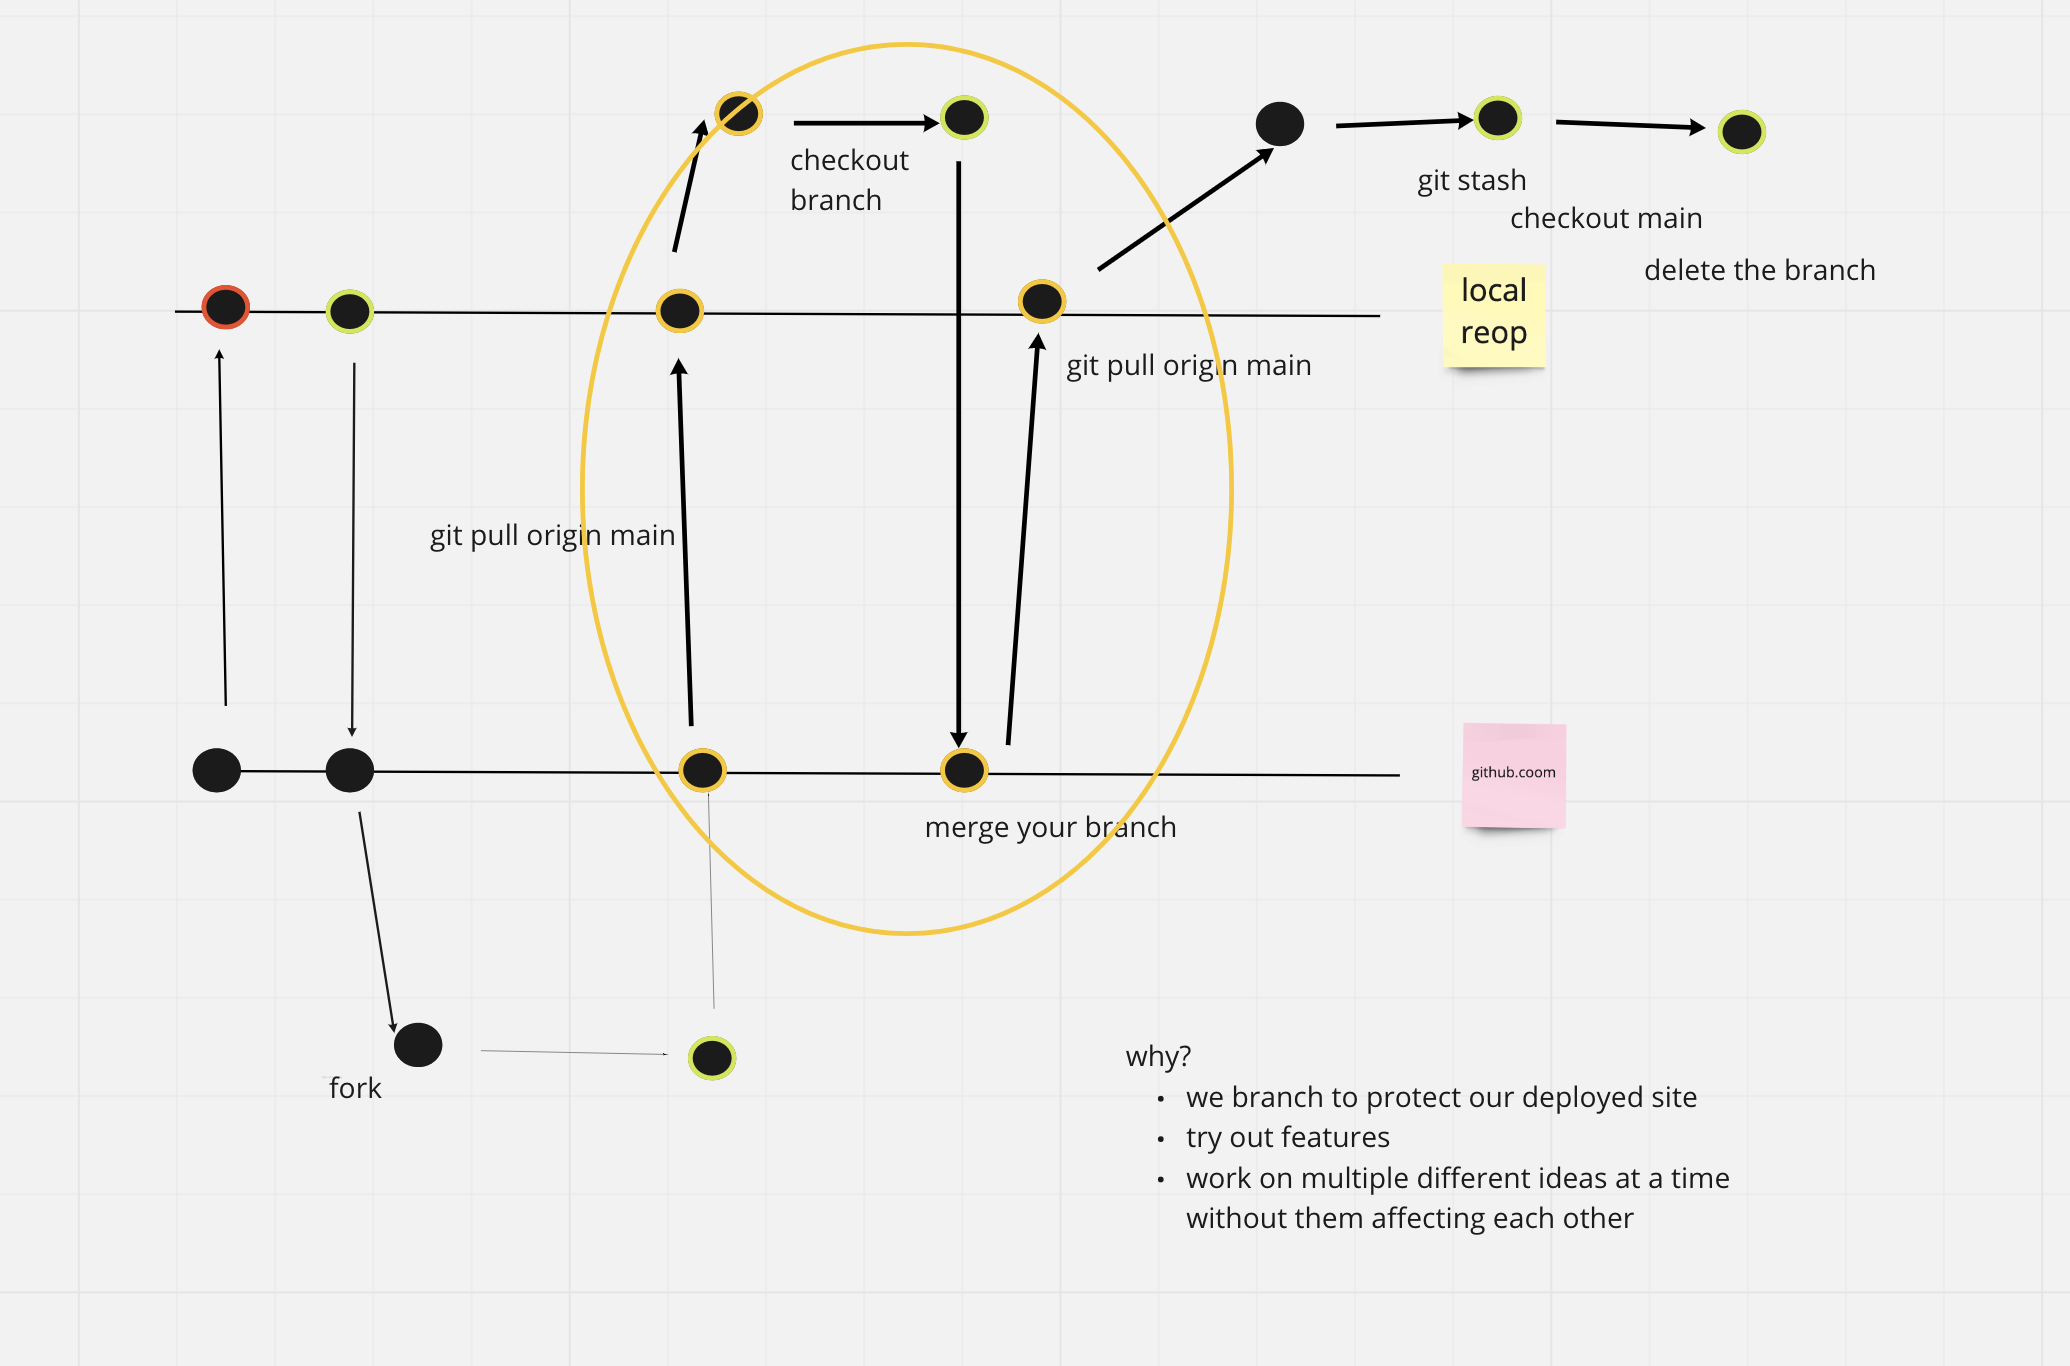 checkout
branch
git stash
checkout main
delete the branch
local
reop
git pull origin main
git pull origin main
github.coom
merge your branch
fork
why?
• we branch to protect our deployed site
• try out features
• work on multiple different ideas at a time
without them affecting each other